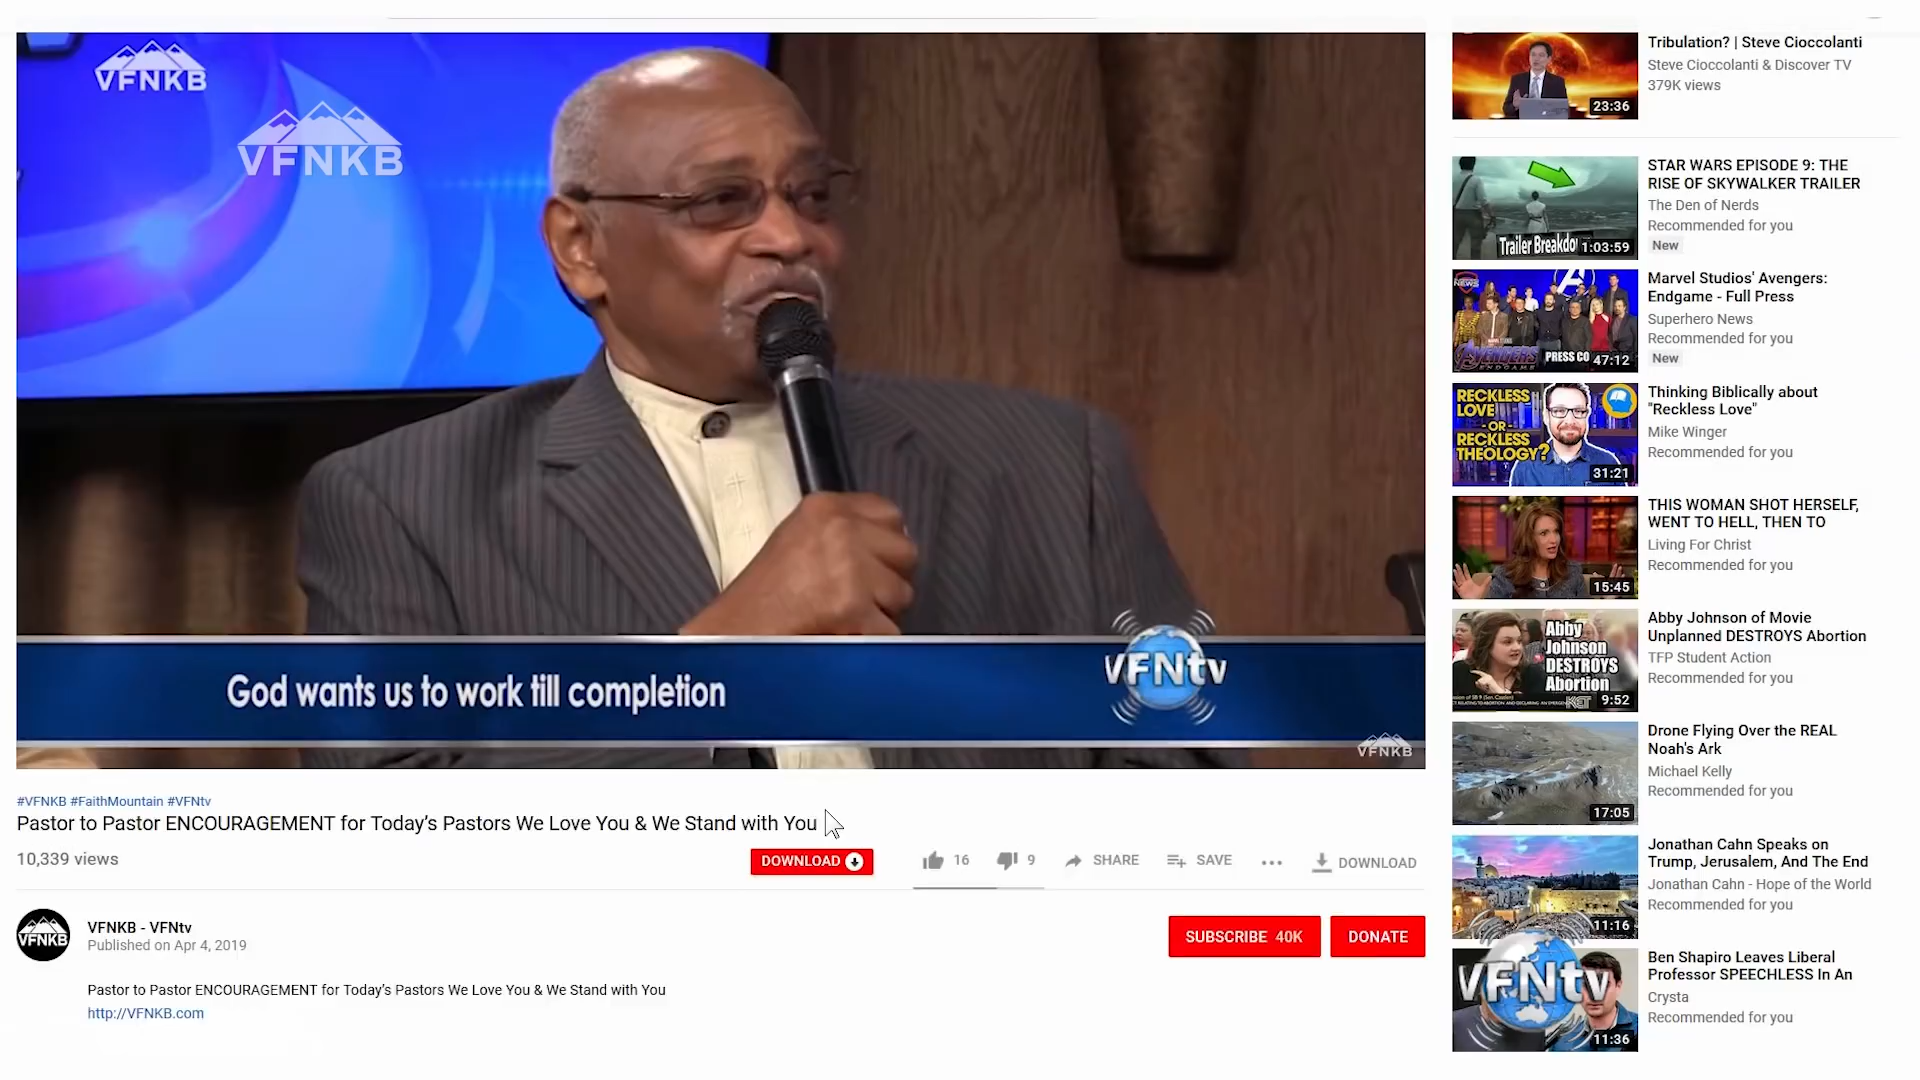 VFNKB
VFNKB
God wants us to work till completion
VFNtv
VFNKB
#VFNKB #FaithMountain #VFNtv
Pastor to Pastor ENCOURAGEMENT for Today's Pastors We Love You & We Stand with You
10,339 views
DOWNLOAD
16
9
SHARE
SAVE
DOWNLOAD
VFNKB
VFNKB - VFNtv
Published on Apr 4, 2019
SUBSCRIBE 40K
DONATE
Pastor to Pastor ENCOURAGEMENT for Today's Pastors We Love You & We Stand with You
http://VFNKB.com
23:36
Tribulation? | Steve Cioccolanti
Steve Cioccolanti & Discover TV
379K views
Trailer Breakdo
1:03:59
STAR WARS EPISODE 9: THE
RISE OF SKYWALKER TRAILER
The Den of Nerds
Recommended for you
New
NEWS
AVENGERS
ENDGAME
PRESS CO
47:12
Marvel Studios' Avengers:
Endgame - Full Press
Superhero News
Recommended for you
New
RECKLESS
LOVE
-OR-
RECKLESS
THEOLOGY?
31:21
Thinking Biblically about
"Reckless Love"
Mike Winger
Recommended for you
15:45
THIS WOMAN SHOT HERSELF,
WENT TO HELL, THEN TO
Living For Christ
Recommended for you
Abby
Johnson
DESTROYS
Abortion
KET
9:52
Abby Johnson of Movie
Unplanned DESTROYS Abortion
TFP Student Action
Recommended for you
17:05
Drone Flying Over the REAL
Noah's Ark
Michael Kelly
Recommended for you
11:16
Jonathan Cahn Speaks on
Trump, Jerusalem, And The End
Jonathan Cahn - Hope of the World
Recommended for you
VFNtv
11:36
Ben Shapiro Leaves Liberal
Professor SPEECHLESS In An
Crysta
Recommended for you